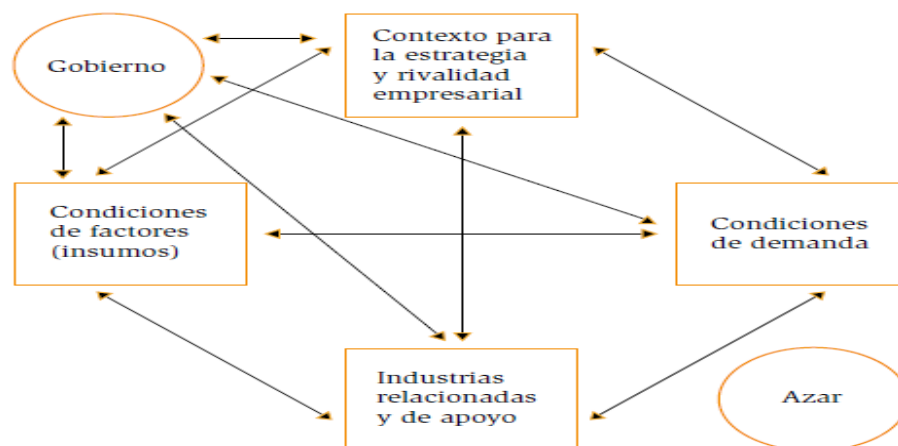 Gobierno
Contexto para
la estrategia
y rivalidad
empresarial
Condiciones
de factores
(insumos)
Condiciones
de demanda
Industrias
relacionadas
y de apoyo
Azar